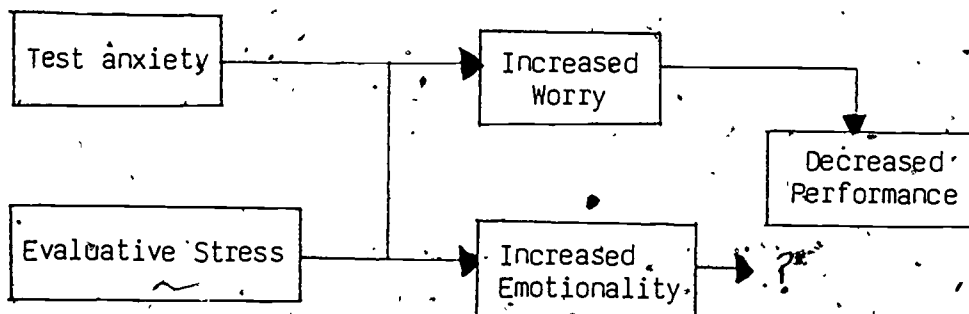 Test anxiety
Increased
Worry
Decreased
Performance
Evaluative Stress
Increased
Emotionality
?